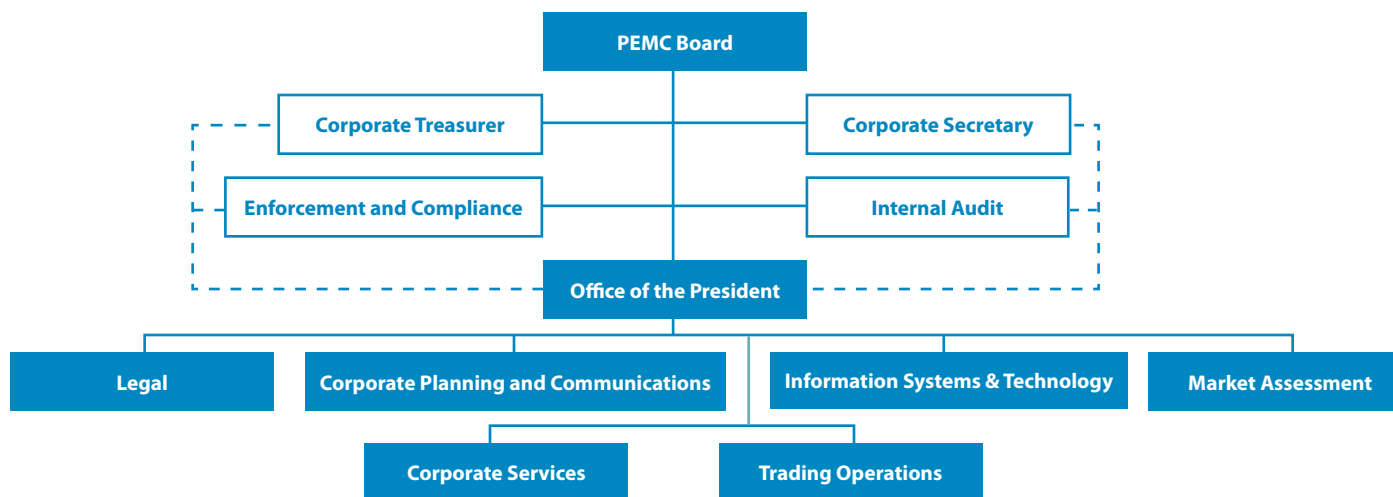 PEMC Board
Corporate Treasurer
Corporate Secretary
Enforcement and Compliance
Internal Audit
Office of the President
Legal
Corporate Planning and Communications
Information Systems & Technology
Market Assessment
Corporate Services
Trading Operations